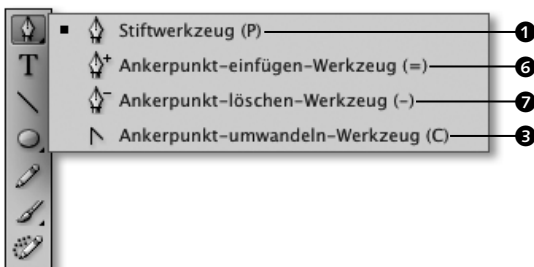 Stiftwerkzeug (P) 1
Ankerpunkt-einfügen-Werkzeug (=) 6
T Ankerpunkt-löschen-Werkzeug (-) 7
Ankerpunkt-umwandeln-Werkzeug (C) 3